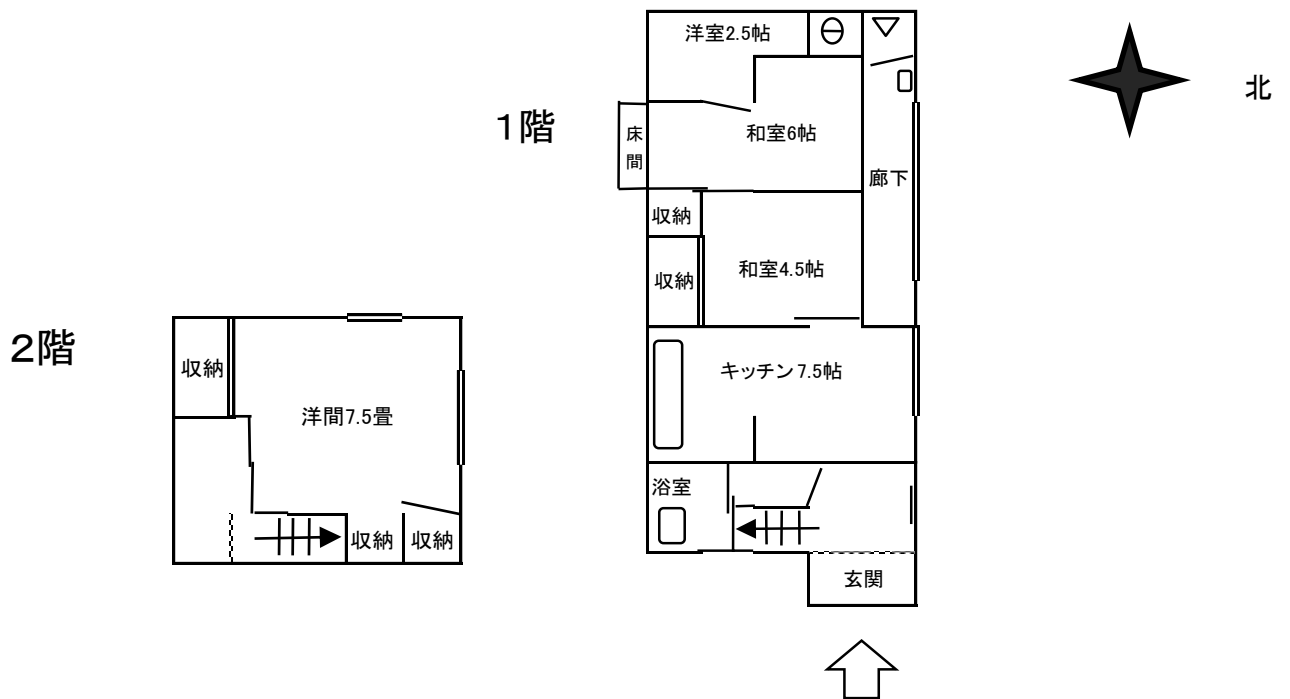 洋室2.5帖
1階
北
床
間
和室6帖
廊下
収納
収納
和室4.5帖
キッチン 7.5帖
浴室
玄関
2階
収納
洋間7.5畳
収納
収納